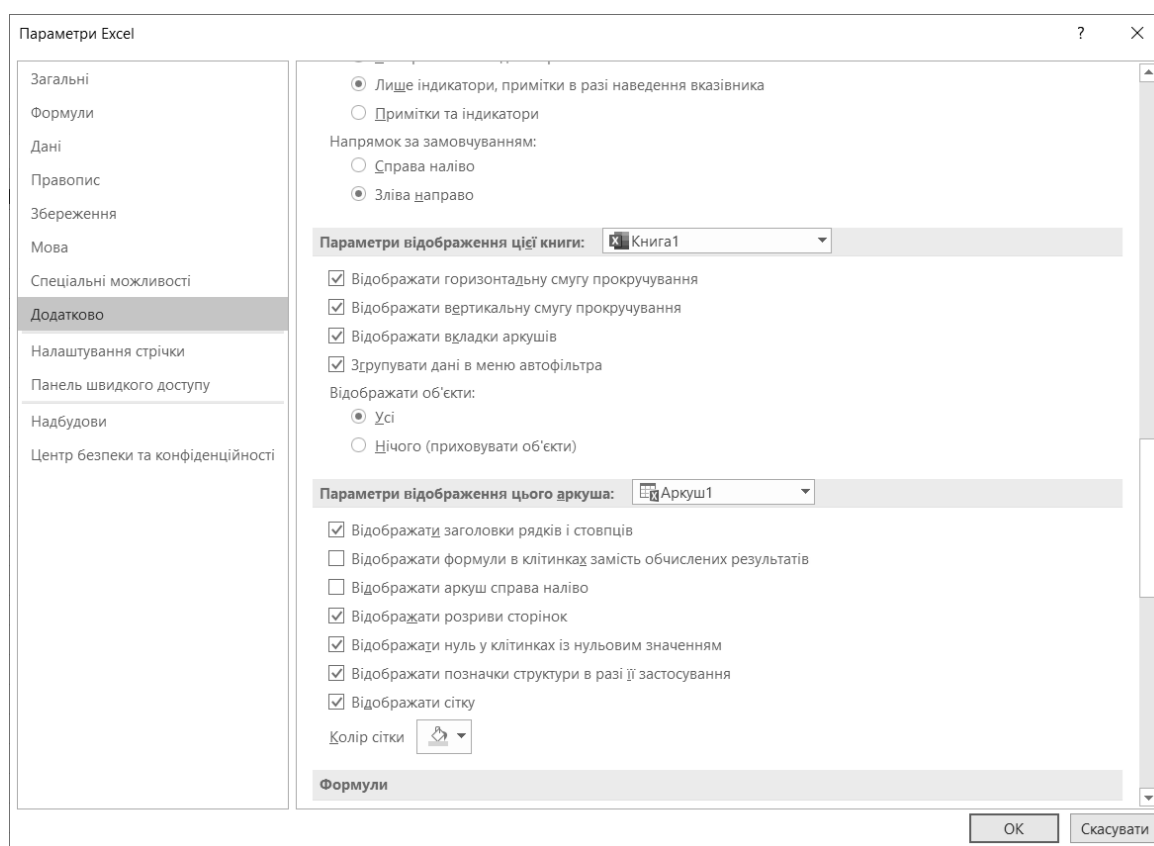 Параметри Excel
?
Загальні
Формули
Дані
Правопис
Збереження
Мова
Спеціальні можливості
Додатково
Налаштування стрічки
Панель швидкого доступу
Надбудови
Центр безпеки та конфіденційності
Лише індикатори, примітки в разі наведення вказівника
Примітки та індикатори
Напрямок за замовчуванням:
Справа наліво
Зліва направо
Параметри відображення цієї книги: Книга1
Відображати горизонтальну смугу прокручування
Відображати вертикальну смугу прокручування
Відображати вкладки аркушів
Згрупувати дані в меню автофільтра
Відображати об'єкти:
Усі
Нічого (приховувати об'єкти)
Параметри відображення цього аркуша: Аркуш1
Відображати заголовки рядків і стовпців
Відображати формули в клітинках замість обчислених результатів
Відображати аркуш справа наліво
Відображати розриви сторінок
Відображати нуль у клітинках із нульовим значенням
Відображати позначки структури в разі її застосування
Відображати сітку
Колір сітки
Формули
ОК
Скасувати